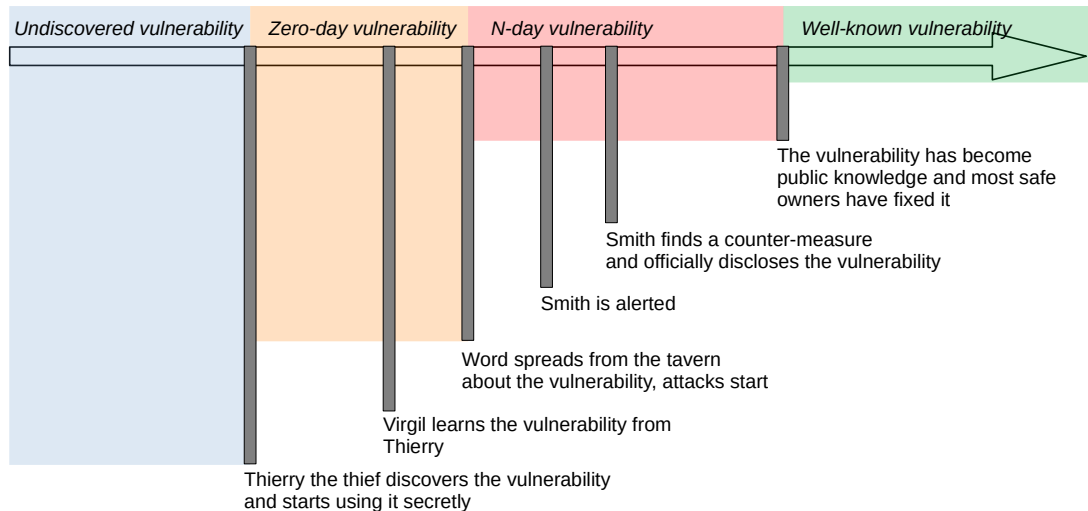 Undiscovered vulnerability
Zero-day vulnerability
N-day vulnerability
Well-known vulnerability
The vulnerability has become
public knowledge and most safe
owners have fixed it
Smith finds a counter-measure
and officially discloses the vulnerability
Smith is alerted
Word spreads from the tavern
about the vulnerability, attacks start
Virgil learns the vulnerability from
Thierry
Thierry the thief discovers the vulnerability
and starts using it secretly